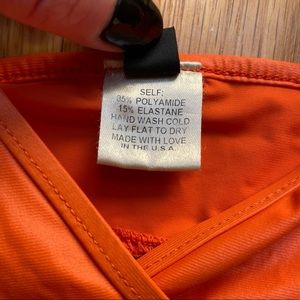 SELF:
85% POLYAMIDE
15% ELASTANE
HAND WASH COLD
LAY FLAT TO DRY
MADE WITH LOVE
IN THE U.S.A.